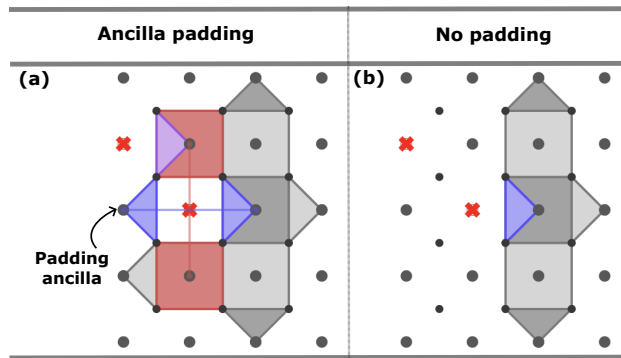 Ancilla padding
No padding
(a)
(b)
Padding
ancilla